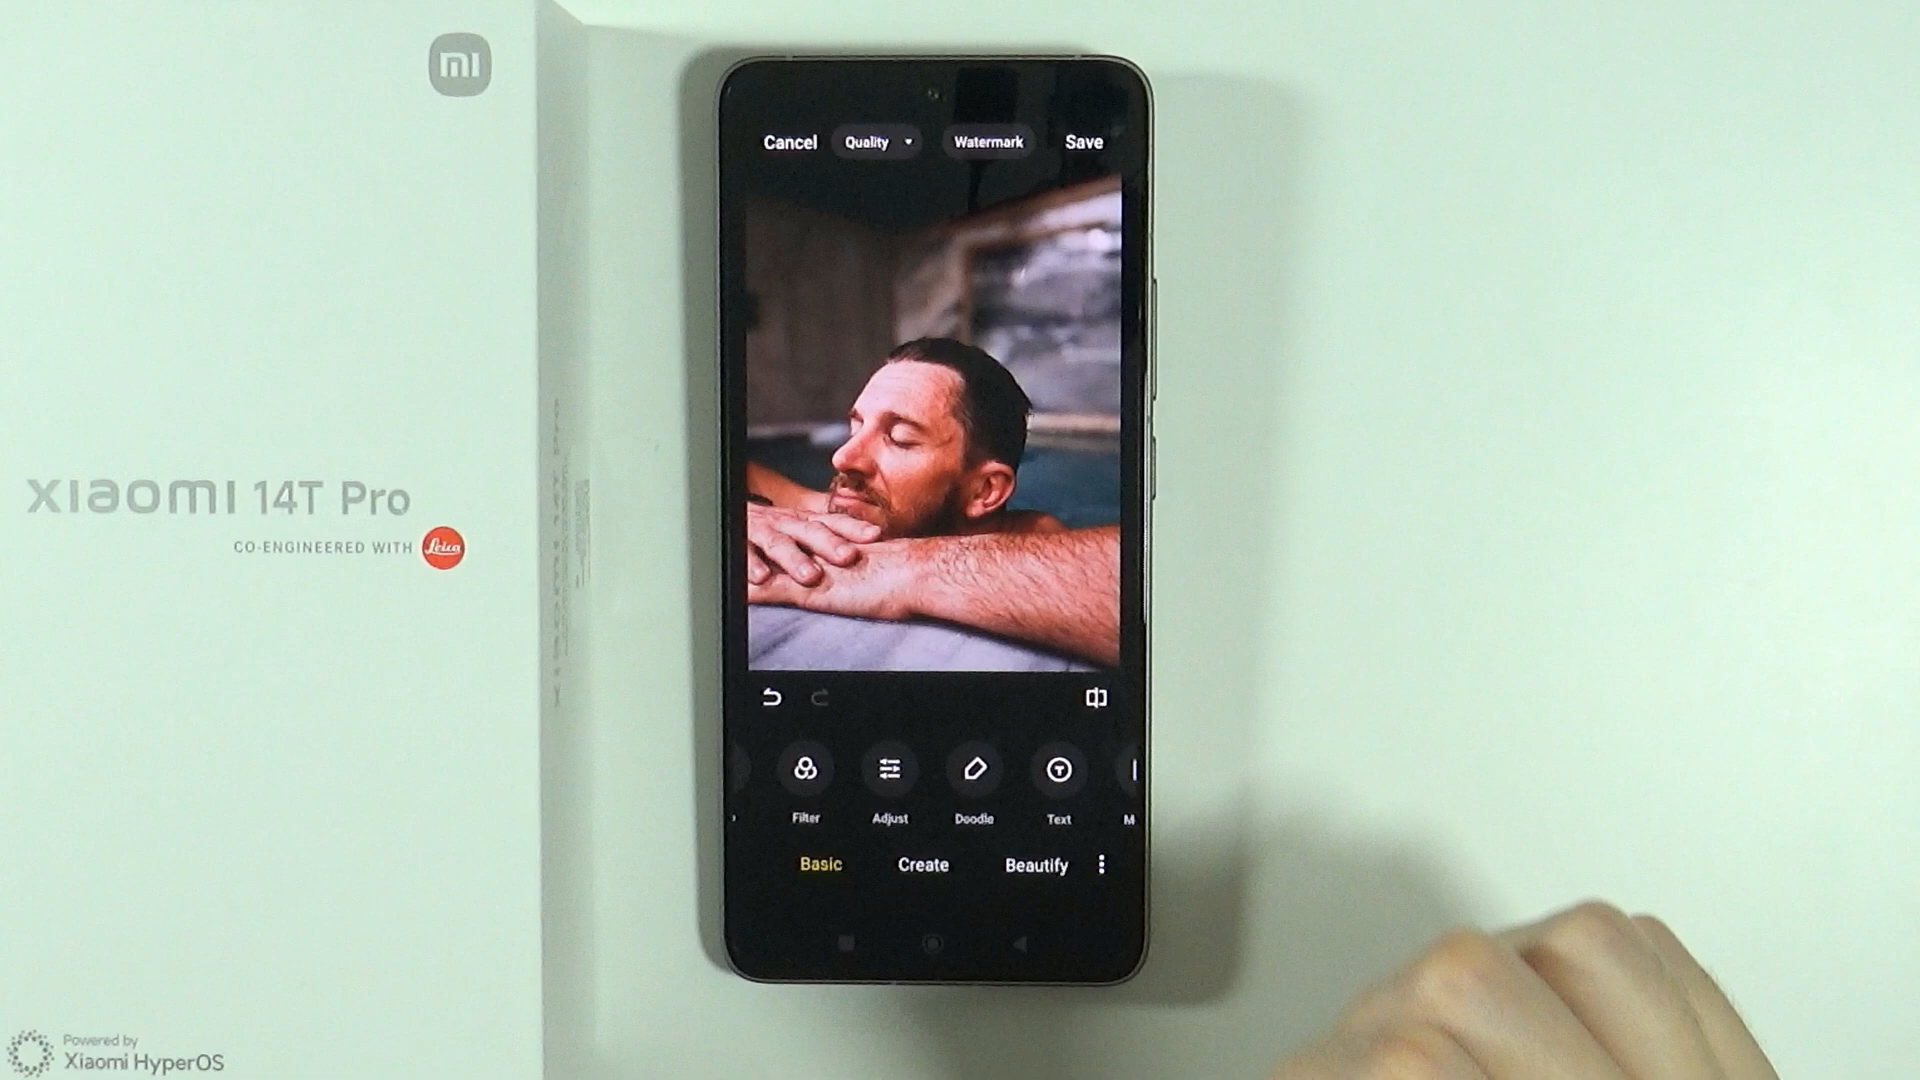 mi
xiaomi 14T Pro
CO-ENGINEERED WITH Leica
Powered by
Xiaomi HyperOS
Cancel Quality Watermark Save
Filter Adjust Doodle Text M
Basic Create Beautify